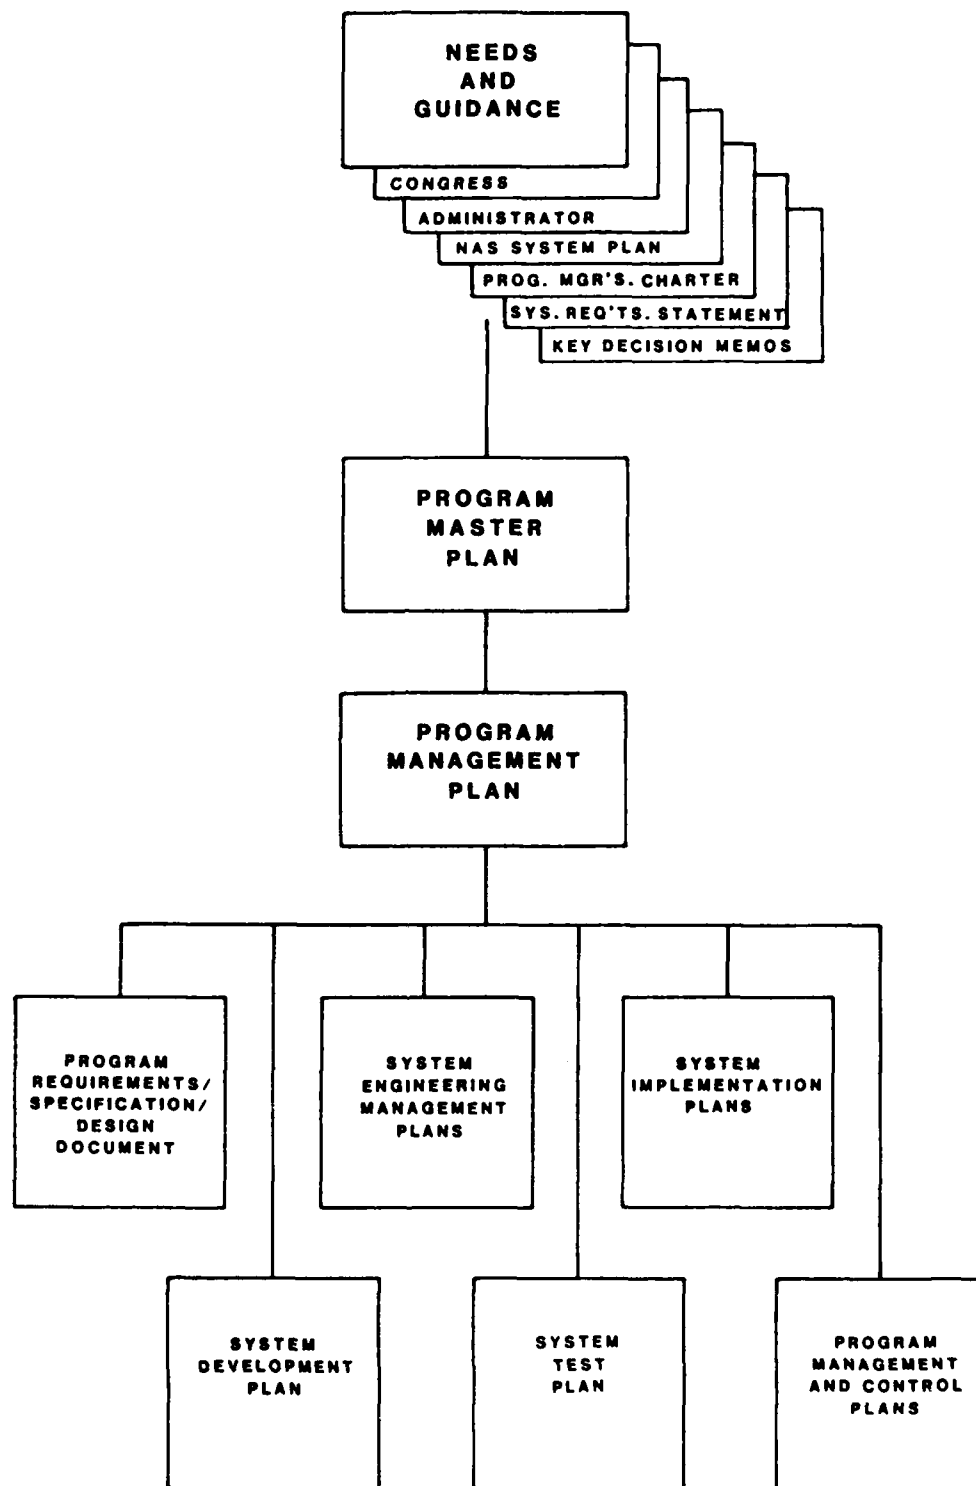 NEEDS
AND
GUIDANCE
CONGRESS
ADMINISTRATOR
NAS SYSTEM PLAN
PROG. MGR'S. CHARTER
SYS. REQ'TS. STATEMENT
KEY DECISION MEMOS
PROGRAM
MASTER
PLAN
PROGRAM
MANAGEMENT
PLAN
PROGRAM
REQUIREMENTS/
SPECIFICATION/
DESIGN
DOCUMENT
SYSTEM
ENGINEERING
MANAGEMENT
PLANS
SYSTEM
IMPLEMENTATION
PLANS
SYSTEM
DEVELOPMENT
PLAN
SYSTEM
TEST
PLAN
PROGRAM
MANAGEMENT
AND CONTROL
PLANS